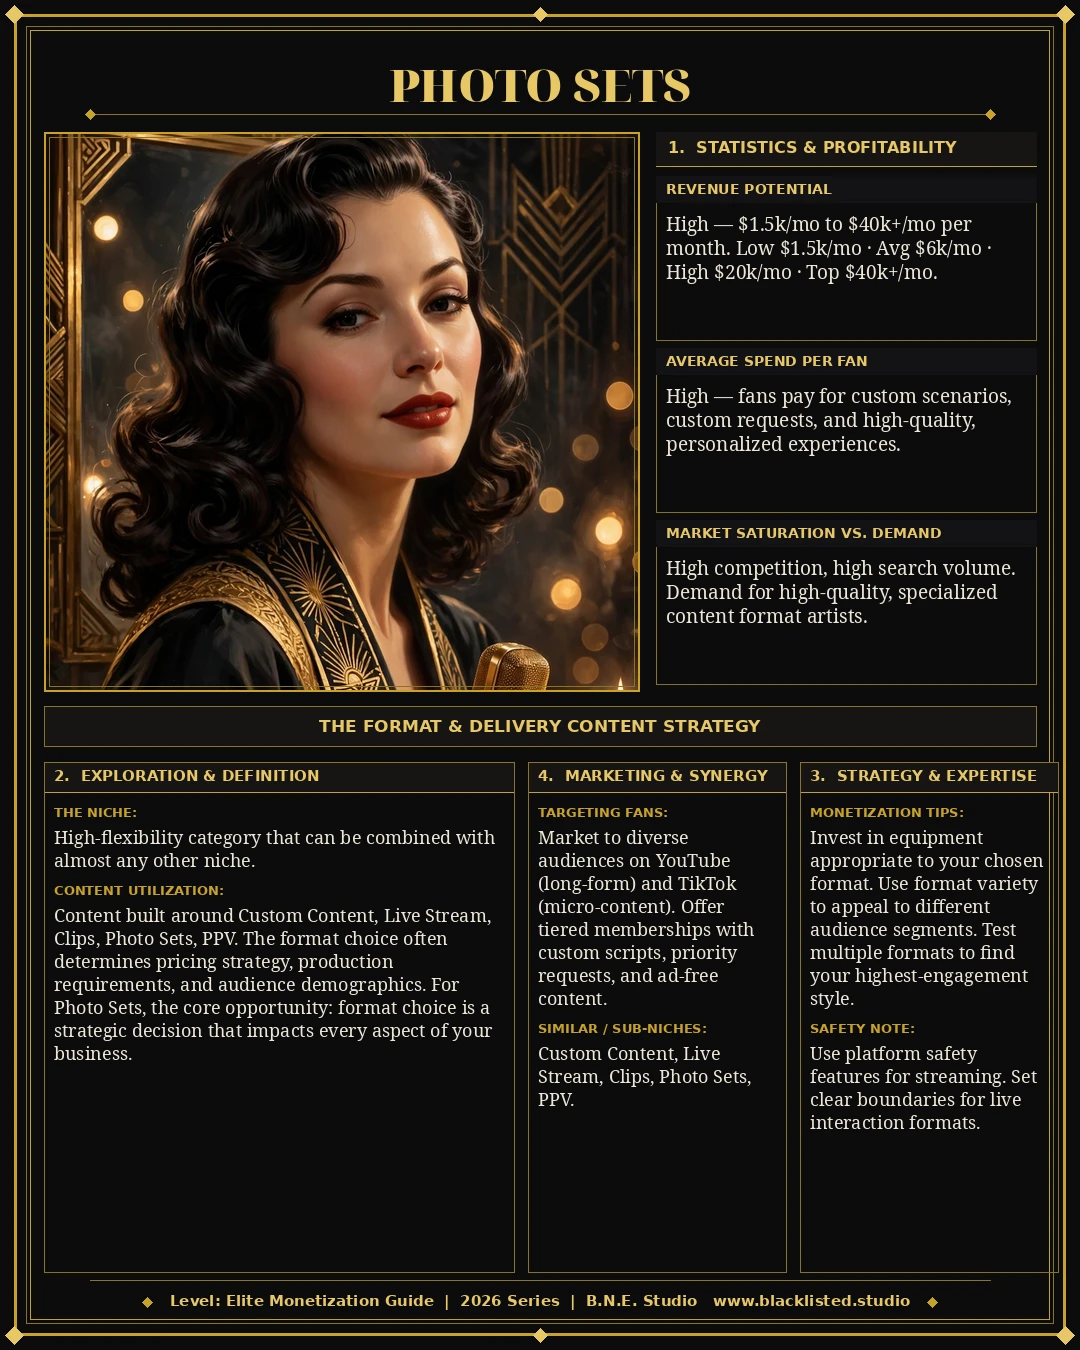 PHOTO SETS
1. STATISTICS & PROFITABILITY
REVENUE POTENTIAL
High — $1.5k/mo to $40k+/mo per
month. Low $1.5k/mo · Avg $6k/mo ·
High $20k/mo · Top $40k+/mo.
AVERAGE SPEND PER FAN
High — fans pay for custom scenarios,
custom requests, and high-quality,
personalized experiences.
MARKET SATURATION VS. DEMAND
High competition, high search volume.
Demand for high-quality, specialized
content format artists.
THE FORMAT & DELIVERY CONTENT STRATEGY
2. EXPLORATION & DEFINITION
THE NICHE:
High-flexibility category that can be combined with
almost any other niche.
CONTENT UTILIZATION:
Content built around Custom Content, Live Stream,
Clips, Photo Sets, PPV. The format choice often
determines pricing strategy, production
requirements, and audience demographics. For
Photo Sets, the core opportunity: format choice is a
strategic decision that impacts every aspect of your
business.
4. MARKETING & SYNERGY
TARGETING FANS:
Market to diverse
audiences on YouTube
(long-form) and TikTok
(micro-content). Offer
tiered memberships with
custom scripts, priority
requests, and ad-free
content.
SIMILAR / SUB-NICHES:
Custom Content, Live
Stream, Clips, Photo Sets,
PPV.
3. STRATEGY & EXPERTISE
MONETIZATION TIPS:
Invest in equipment
appropriate to your chosen
format. Use format variety
to appeal to different
audience segments. Test
multiple formats to find
your highest-engagement
style.
SAFETY NOTE:
Use platform safety
features for streaming. Set
clear boundaries for live
interaction formats.
Level: Elite Monetization Guide | 2026 Series | B.N.E. Studio www.blacklisted.studio